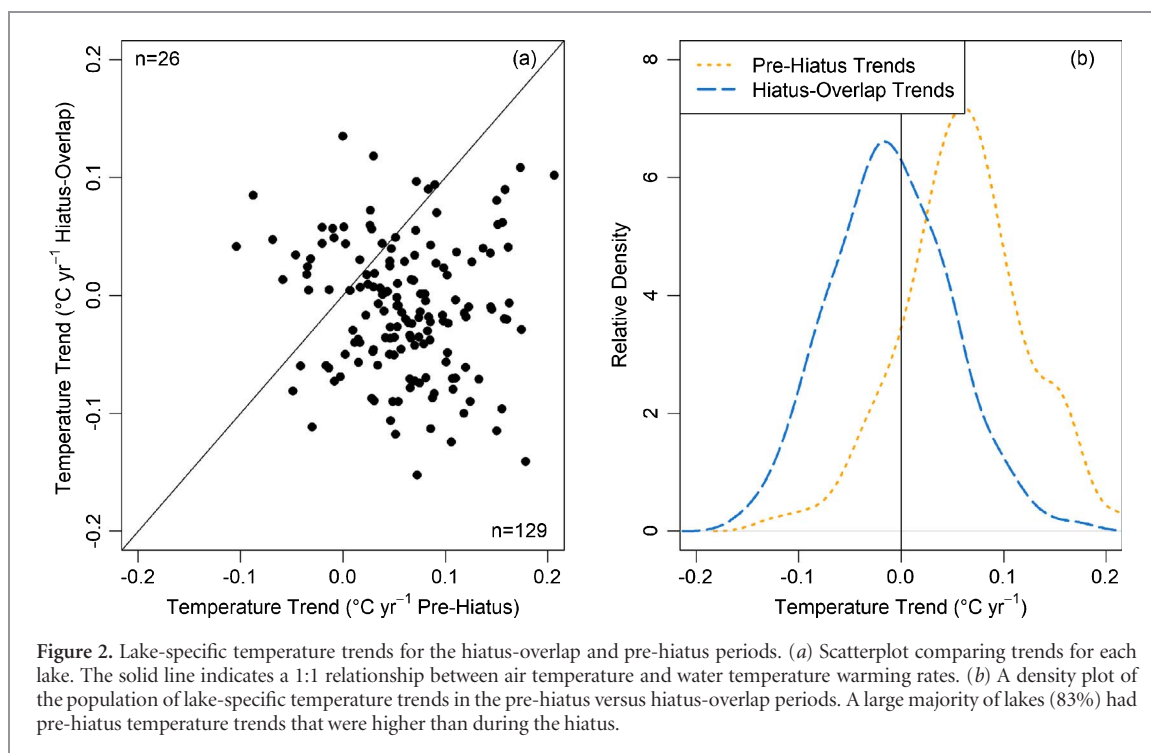 n=26
(a)
0.2
0.1
0.0
-0.1
-0.2
Temperature Trend (°C yr⁻¹ Hiatus-Overlap)
n=129
-0.2 -0.1 0.0 0.1 0.2
Temperature Trend (°C yr⁻¹ Pre-Hiatus)
Pre-Hiatus Trends
Hiatus-Overlap Trends
(b)
8
6
4
2
0
Relative Density
-0.2 -0.1 0.0 0.1 0.2
Temperature Trend (°C yr⁻¹)
Figure 2. Lake-specific temperature trends for the hiatus-overlap and pre-hiatus periods. (a) Scatterplot comparing trends for each
lake. The solid line indicates a 1:1 relationship between air temperature and water temperature warming rates. (b) A density plot of
the population of lake-specific temperature trends in the pre-hiatus versus hiatus-overlap periods. A large majority of lakes (83%) had
pre-hiatus temperature trends that were higher than during the hiatus.